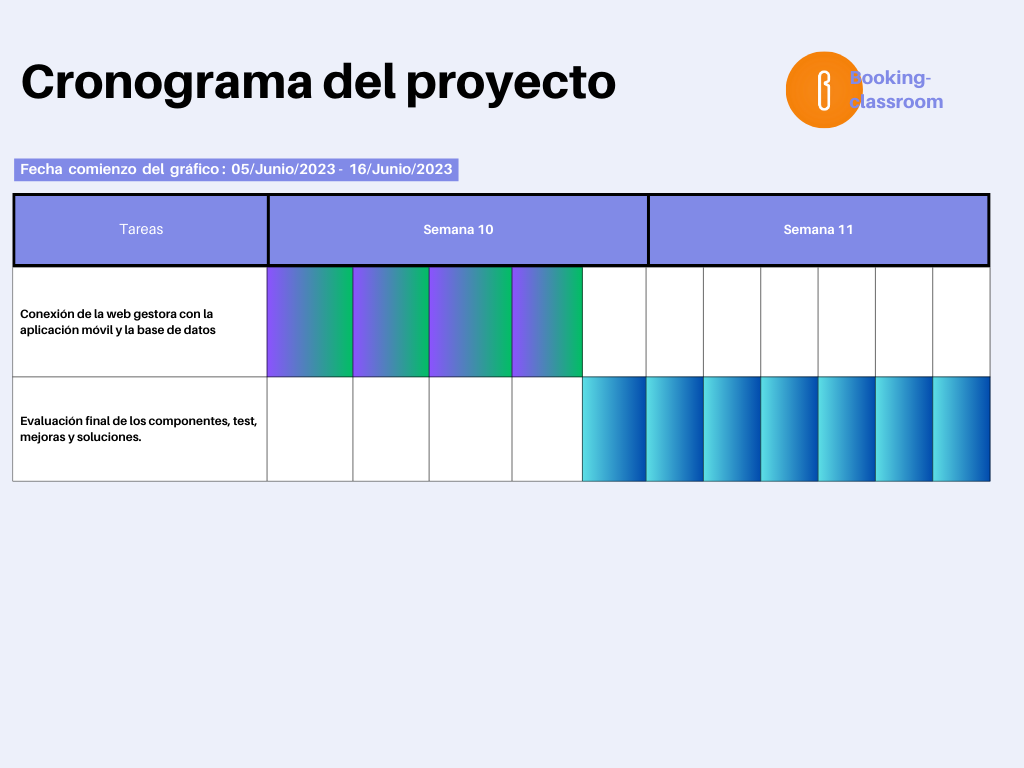 Cronograma del proyecto
Booking-
classroom
Fecha comienzo del gráfico: 05/Junio/2023 - 16/Junio/2023
Tareas
Semana 10
Semana 11
Conexión de la web gestora con la
aplicación móvil y la base de datos
Evaluación final de los componentes, test,
mejoras y soluciones.